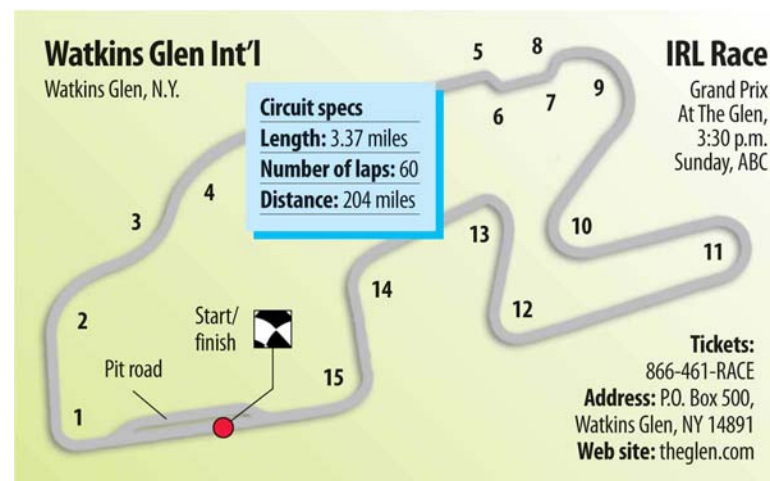 Watkins Glen Int'l
Watkins Glen, N.Y.
IRL Race
Grand Prix
At The Glen,
3:30 p.m.
Sunday, ABC
Circuit specs
Length: 3.37 miles
Number of laps: 60
Distance: 204 miles
1
2
3
4
5
6
7
8
9
10
11
12
13
14
15
Start/
finish
Pit road
Tickets:
866-461-RACE
Address: P.O. Box 500,
Watkins Glen, NY 14891
Web site: theglen.com